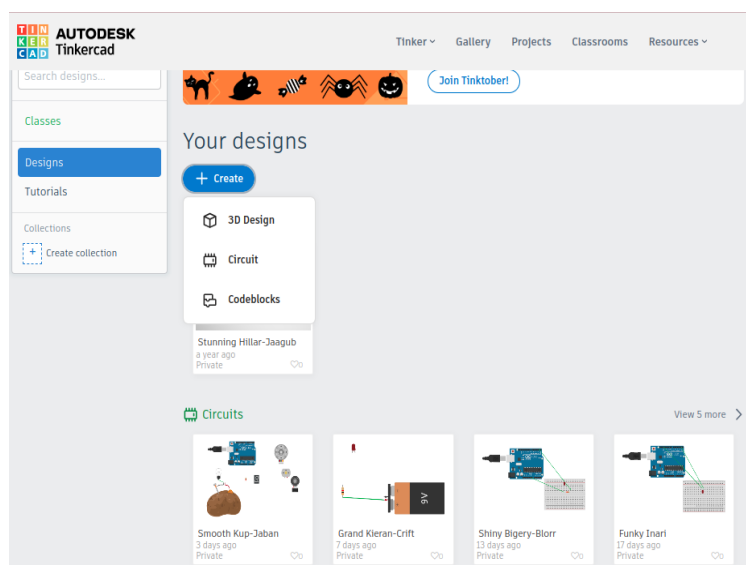 TIN
KER
CAD
AUTODESK
Tinkercad
Tinker
Gallery
Projects
Classrooms
Resources
Search designs...
Join Tinktober!
Classes
Designs
Tutorials
Collections
+ Create collection
Your designs
+ Create
3D Design
Circuit
Codeblocks
Stunning Hillar-Jaagub
a year ago
Private
0
Circuits
View 5 more
Smooth Kup-Jaban
3 days ago
Private
0
Grand Kieran-Crift
7 days ago
Private
0
Shiny Bigery-Blorr
13 days ago
Private
0
Funky Inari
17 days ago
Private
0
9V